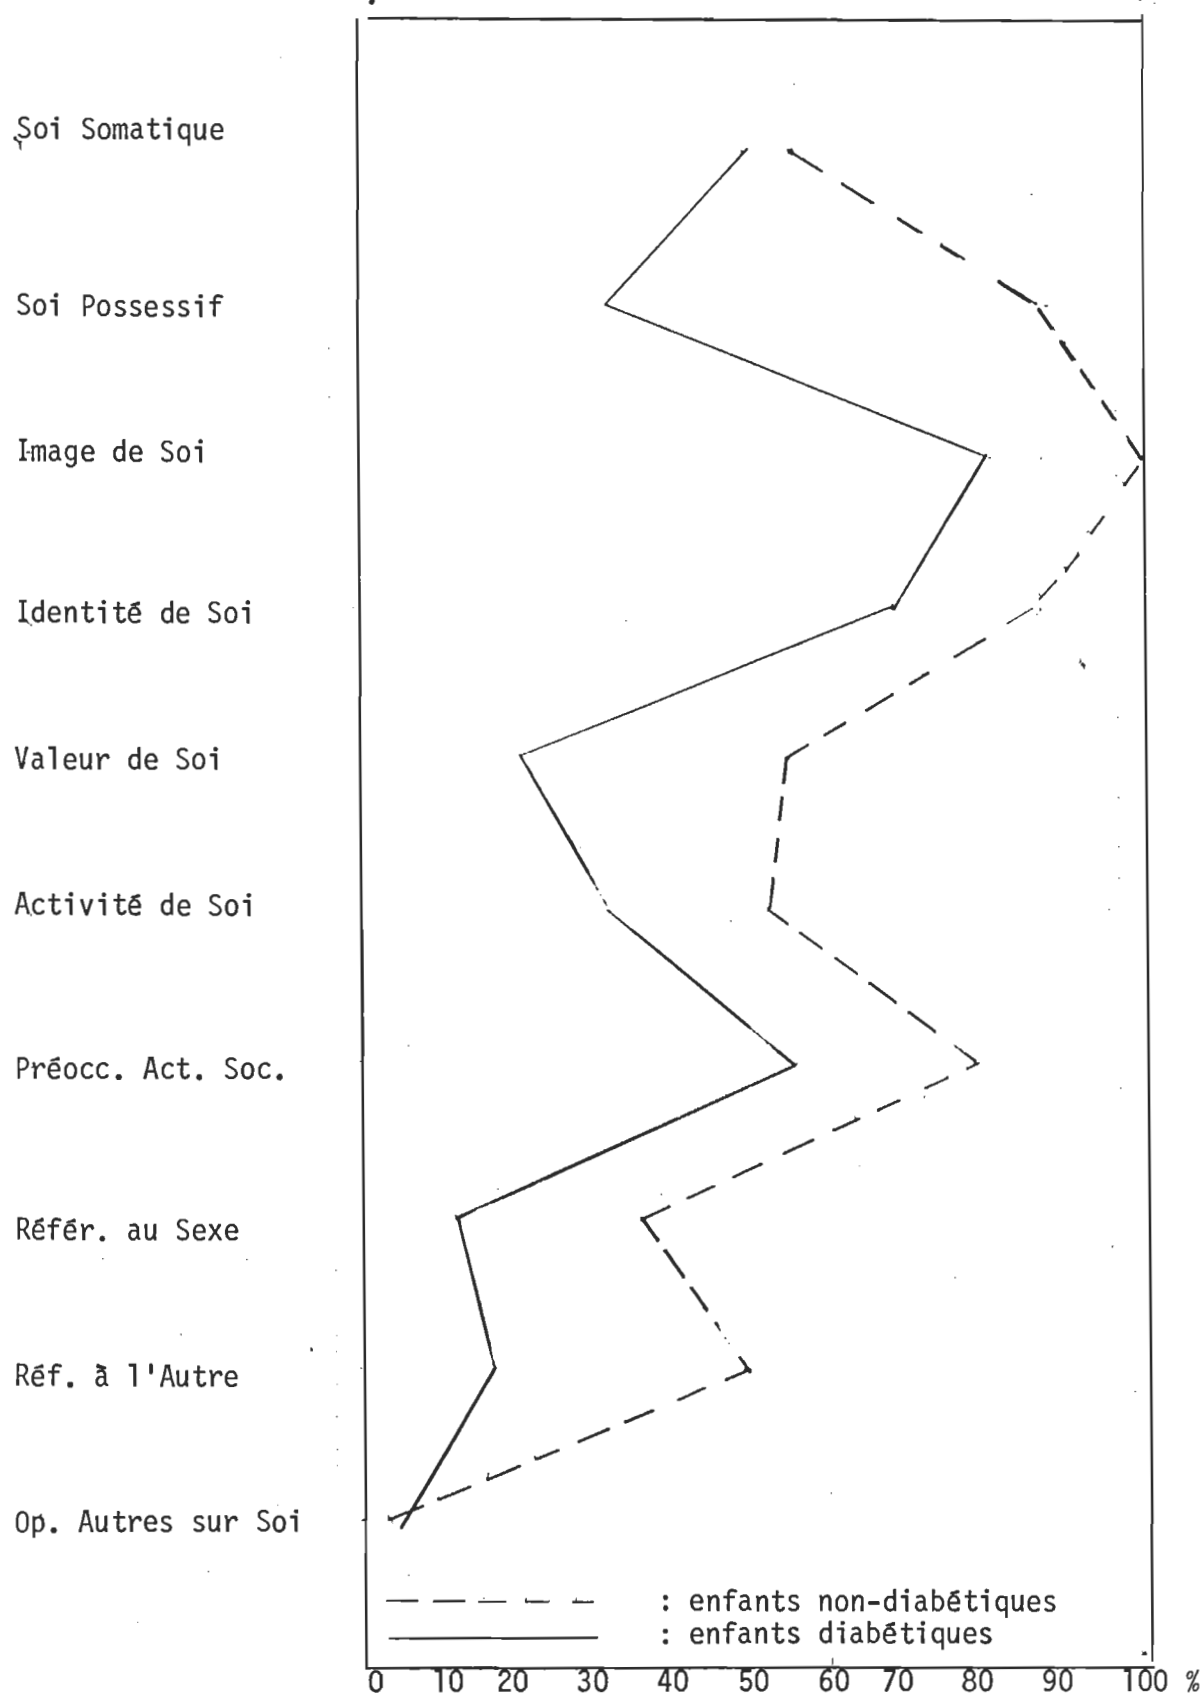 Soi Somatique
Soi Possessif
Image de Soi
Identité de Soi
Valeur de Soi
Activité de Soi
Préocc. Act. Soc.
Référ. au Sexe
Réf. à l'Autre
Op. Autres sur Soi
: enfants non-diabétiques
: enfants diabétiques
0 10 20 30 40 50 60 70 80 90 100 %